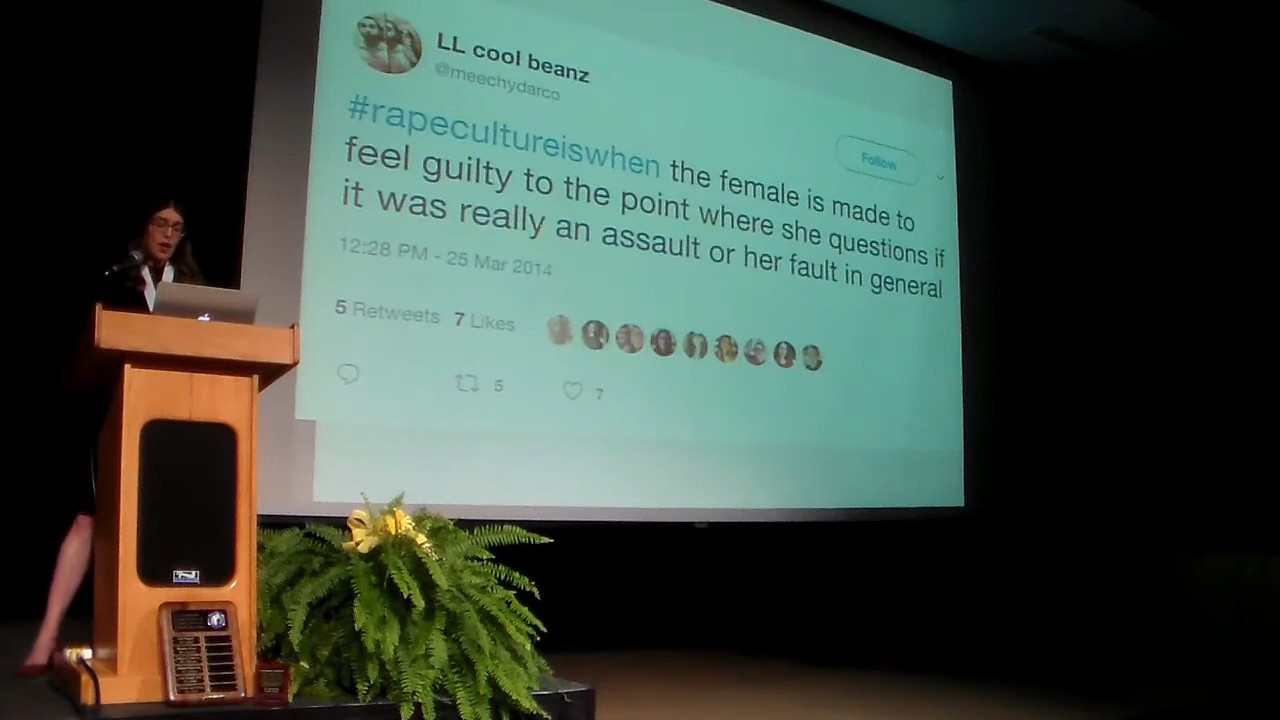 LL cool beanz
@meechydarco
Follow
#rapecultureiswhen the female is made to
feel guilty to the point where she questions if
it was really an assault or her fault in general
12:28 PM - 25 Mar 2014
5 Retweets 7 Likes
5 7